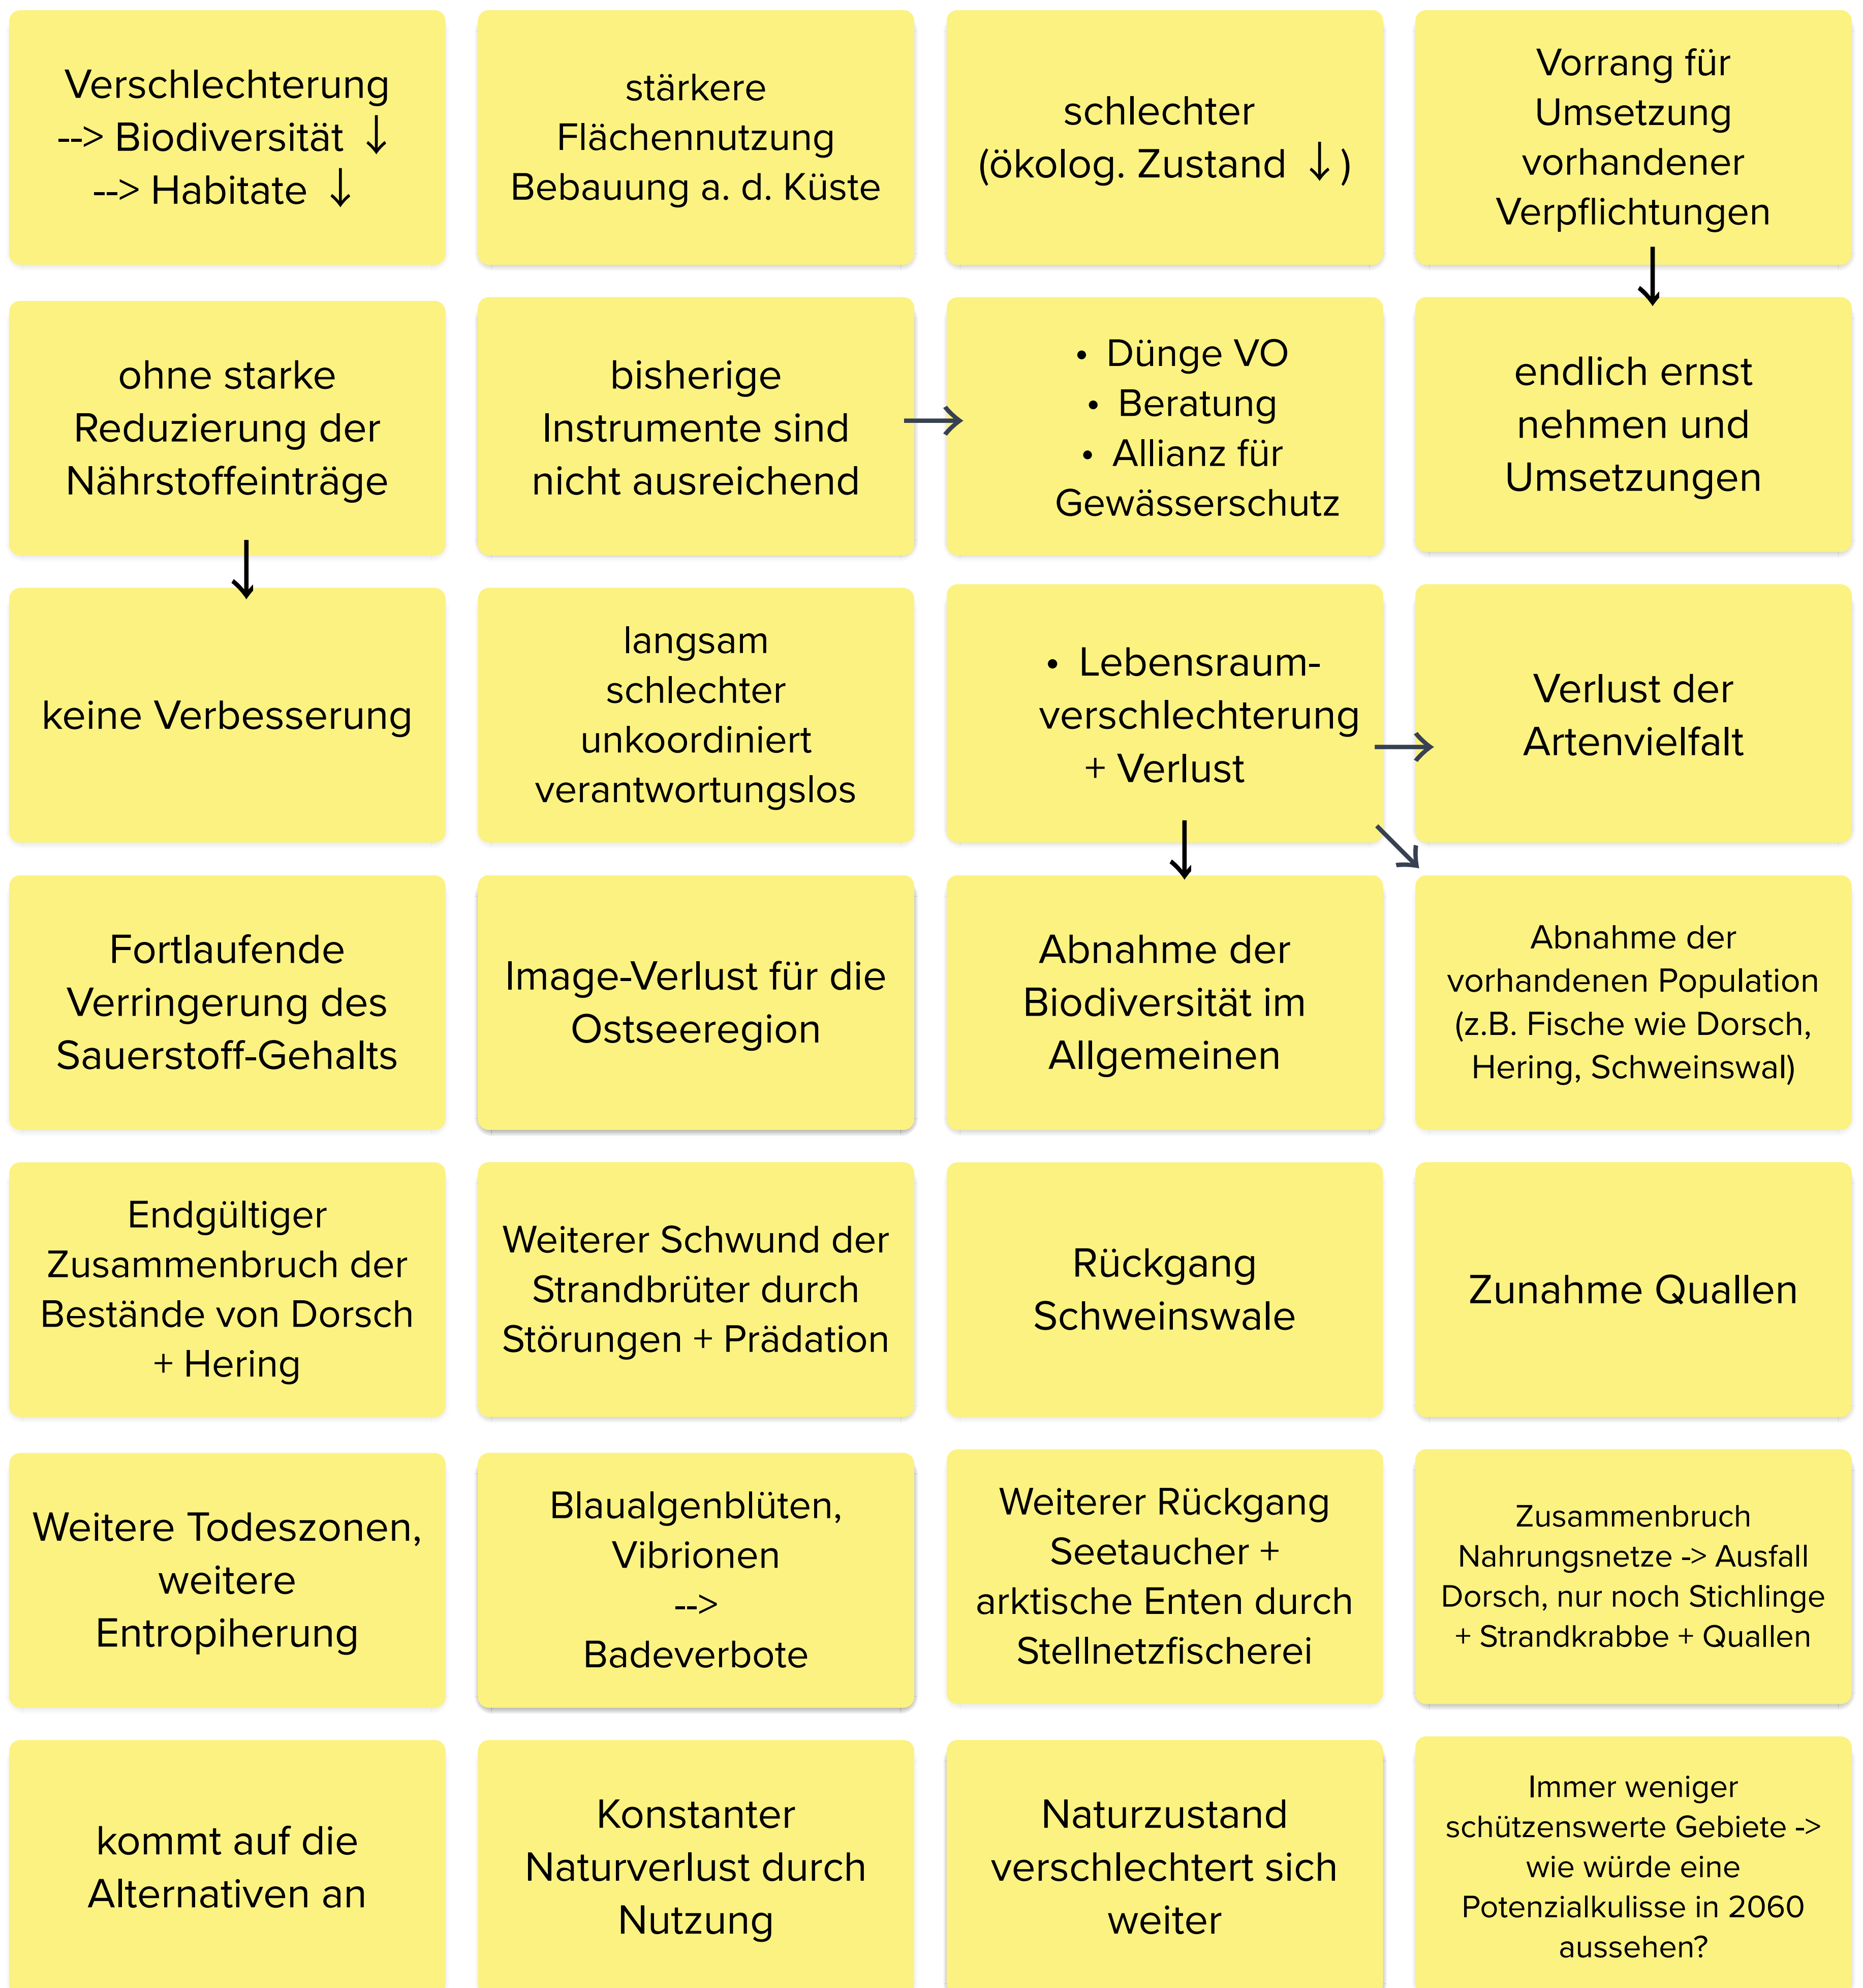 Verschlechterung
--> Biodiversität ↓
--> Habitate ↓
stärkere
Flächennutzung
Bebauung a. d. Küste
schlechter
(ökolog. Zustand ↓)
Vorrang für
Umsetzung
vorhandener
Verpflichtungen
ohne starke
Reduzierung der
Nährstoffeinträge
bisherige
Instrumente sind
nicht ausreichend
• Dünge VO
• Beratung
• Allianz für
Gewässerschutz
endlich ernst
nehmen und
Umsetzungen
keine Verbesserung
langsam
schlechter
unkoordiniert
verantwortungslos
• Lebensraum-
verschlechterung
+ Verlust
Verlust der
Artenvielfalt
Fortlaufende
Verringerung des
Sauerstoff-Gehalts
Image-Verlust für die
Ostseeregion
Abnahme der
Biodiversität im
Allgemeinen
Abnahme der
vorhandenen Population
(z.B. Fische wie Dorsch,
Hering, Schweinswal)
Endgültiger
Zusammenbruch der
Bestände von Dorsch
+ Hering
Weiterer Schwund der
Strandbrüter durch
Störungen + Prädation
Rückgang
Schweinswale
Zunahme Quallen
Weitere Todeszonen,
weitere
Entropiherung
Blaualgenblüten,
Vibrionen
-->
Badeverbote
Weiterer Rückgang
Seetaucher +
arktische Enten durch
Stellnetzfischerei
Zusammenbruch
Nahrungsnetze -> Ausfall
Dorsch, nur noch Stichlinge
+ Strandkrabbe + Quallen
kommt auf die
Alternativen an
Konstanter
Naturverlust durch
Nutzung
Naturzustand
verschlechtert sich
weiter
Immer weniger
schützenswerte Gebiete ->
wie würde eine
Potenzialkulisse in 2060
aussehen?